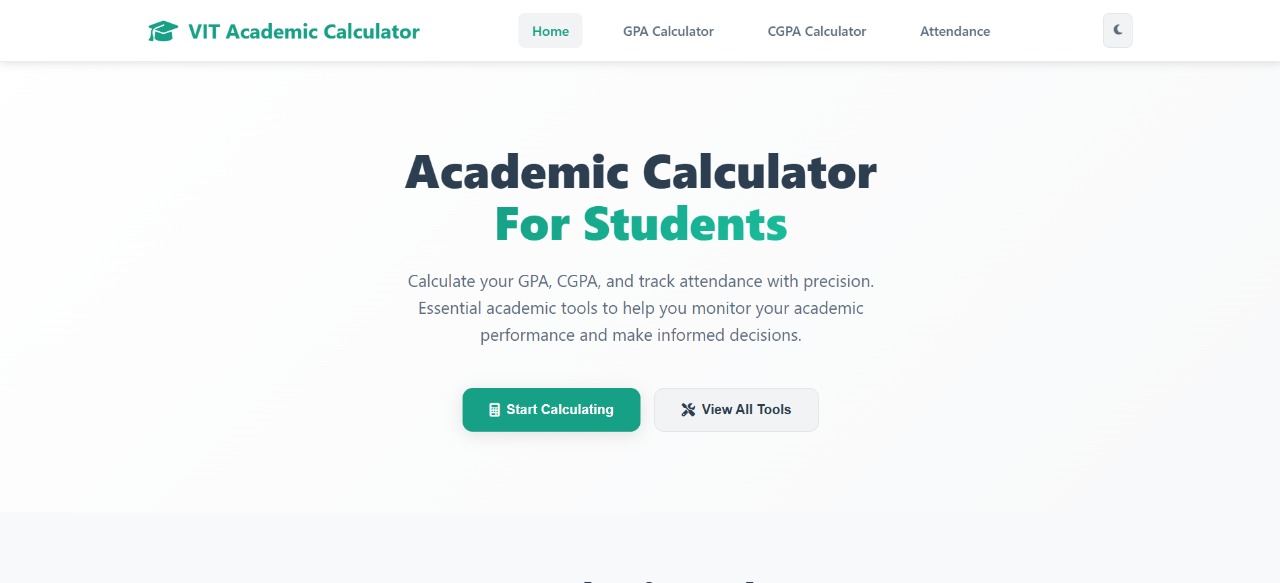 VIT Academic Calculator
Home
GPA Calculator
CGPA Calculator
Attendance
Academic Calculator
For Students
Calculate your GPA, CGPA, and track attendance with precision.
Essential academic tools to help you monitor your academic
performance and make informed decisions.
Start Calculating
View All Tools